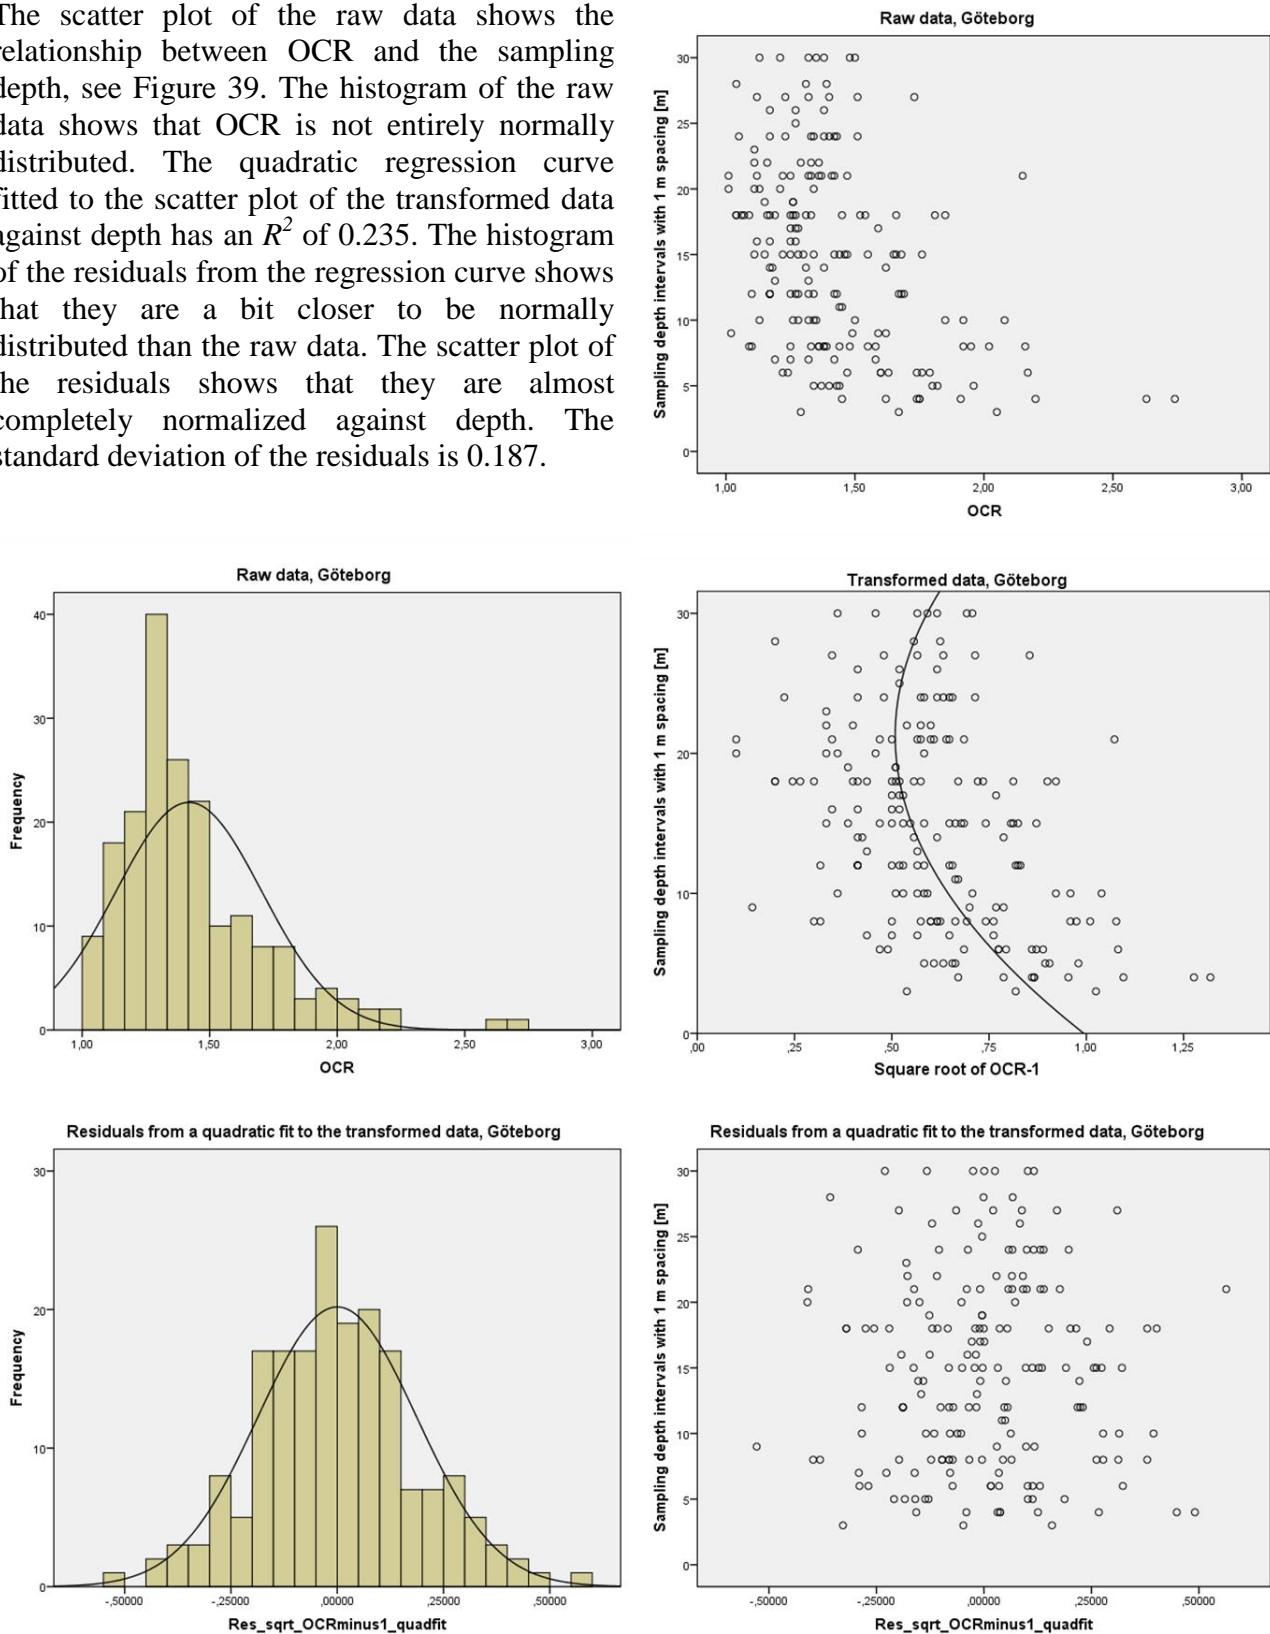 The scatter plot of the raw data shows the
relationship between OCR and the sampling
depth, see Figure 39. The histogram of the raw
data shows that OCR is not entirely normally
distributed. The quadratic regression curve
fitted to the scatter plot of the transformed data
against depth has an R² of 0.235. The histogram
of the residuals from the regression curve shows
that they are a bit closer to be normally
distributed than the raw data. The scatter plot of
the residuals shows that they are almost
completely normalized against depth. The
standard deviation of the residuals is 0.187.
Raw data, Göteborg
Sampling depth intervals with 1 m spacing [m]
30
25
20
15
10
5
0
1,00 1,50 2,00 2,50 3,00
OCR
Raw data, Göteborg
Frequency
40
30
20
10
0
1,00 1,50 2,00 2,50 3,00
OCR
Transformed data, Göteborg
Sampling depth intervals with 1 m spacing [m]
30
20
10
0
,00 ,25 ,50 ,75 1,00 1,25
Square root of OCR-1
Residuals from a quadratic fit to the transformed data, Göteborg
Frequency
30
20
10
0
-,50000 -,25000 ,00000 ,25000 ,50000
Res_sqrt_OCRminus1_quadfit
Residuals from a quadratic fit to the transformed data, Göteborg
Sampling depth intervals with 1 m spacing [m]
30
25
20
15
10
5
0
-,50000 -,25000 ,00000 ,25000 ,50000
Res_sqrt_OCRminus1_quadfit